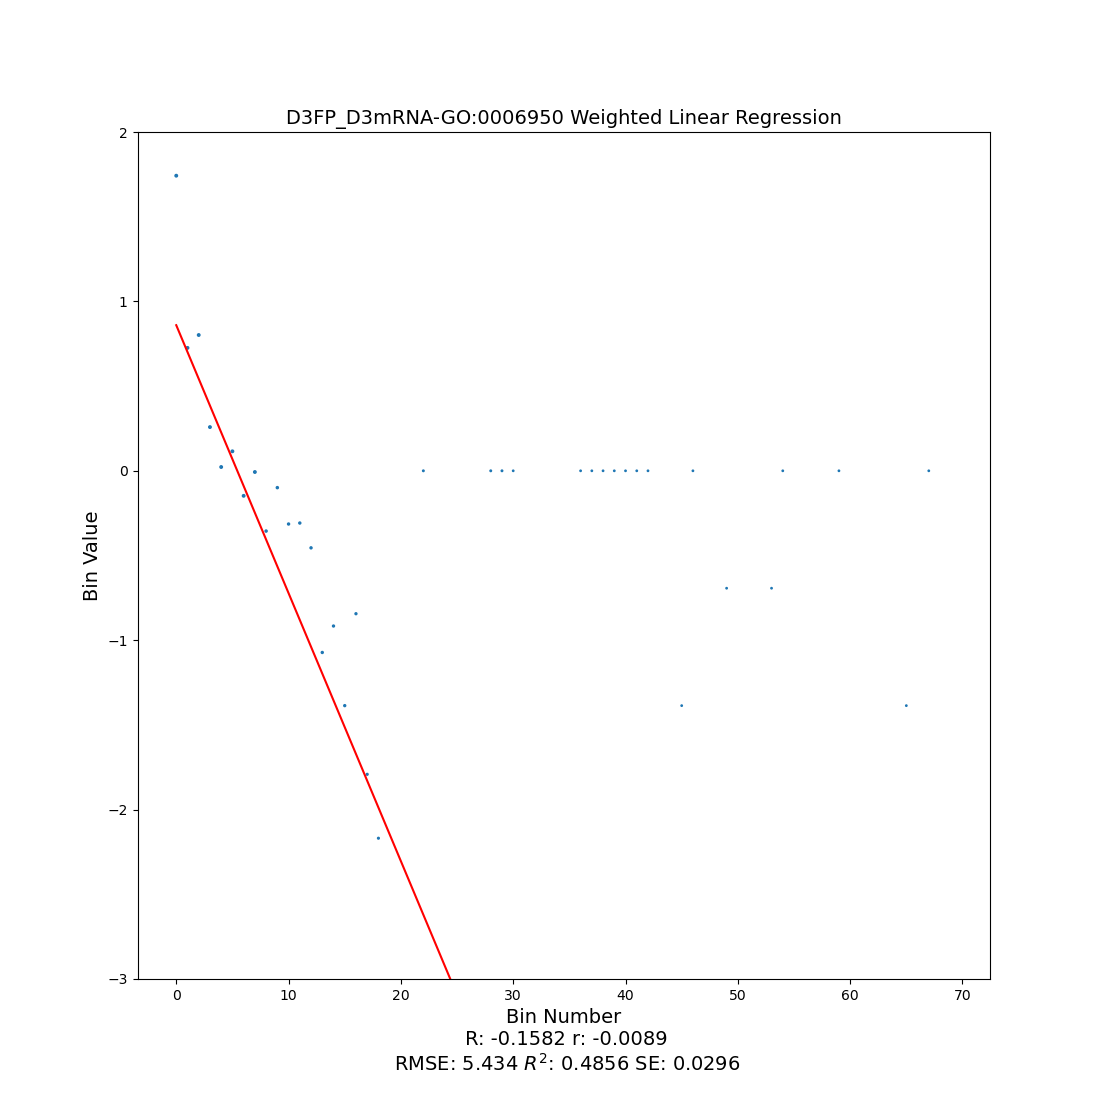 D3FP_D3mRNA-GO:0006950 Weighted Linear Regression
2
1
0
−1
−2
−3
Bin Value
0 10 20 30 40 50 60 70
Bin Number
R: -0.1582 r: -0.0089
RMSE: 5.434 R²: 0.4856 SE: 0.0296